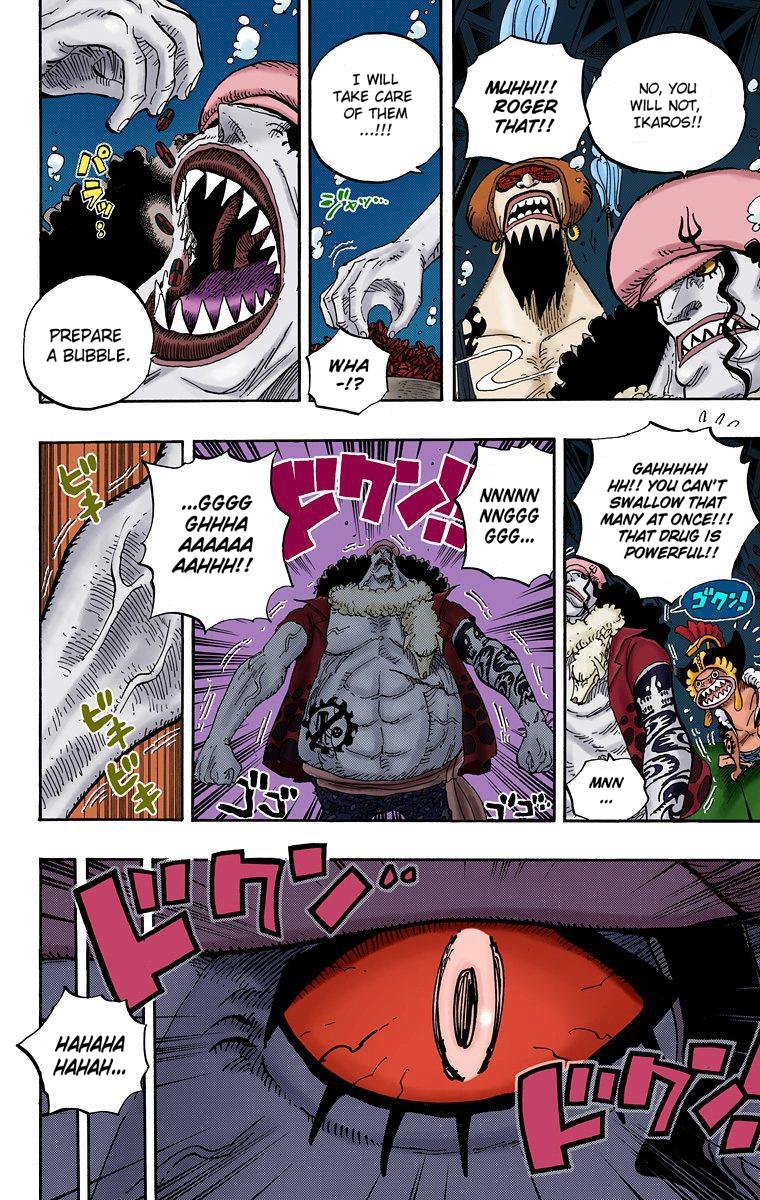 NO, YOU
WILL NOT,
IKAROS!!
MUHHI!!
ROGER
THAT!!
I WILL
TAKE CARE
OF THEM
...!!!
ジャッ…
WHA
-!?
パラッ…
PREPARE
A BUBBLE.
GAHHHHH
HH!! YOU CAN'T
SWALLOW THAT
MANY AT ONCE!!!
THAT DRUG IS
POWERFUL!!
ゴクン!
MNN
...
NNNNN
NNGGG
GGG...
ドクン!!
...GGGG
GHHHA
AAAAAA
AAHHH!!
ゴゴ
ゴゴ…
ビキ
ビキ
ビキ
ドクン…
HAHAHA
HAHAH...
ドクン!!